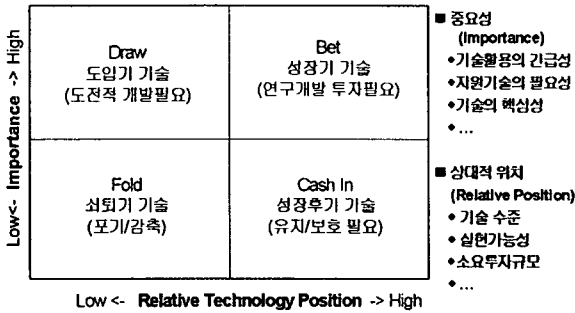 Low<- Importance -> High
Draw
도입기 기술
(도전적 개발필요)
Bet
성장기 기술
(연구개발 투자필요)
Fold
쇠퇴기 기술
(포기/감축)
Cash In
성장후기 기술
(유지/보호 필요)
Low <- Relative Technology Position -> High
■ 중요성
(Importance)
◆기술활용의 긴급성
◆지원기술의 필요성
◆기술의 핵심성
◆...
■ 상대적 위치
(Relative Position)
◆ 기술 수준
◆ 실현가능성
◆소요투자규모
◆...